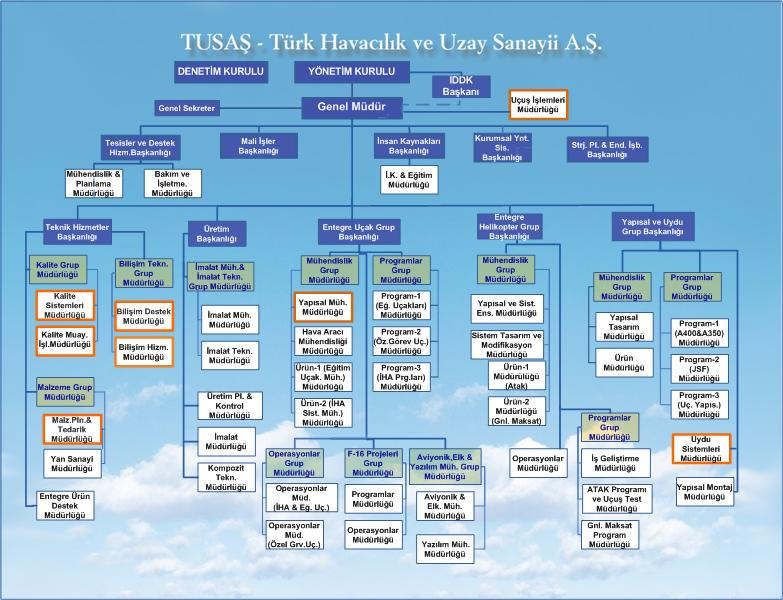 TUSAŞ - Türk Havacılık ve Uzay Sanayii A.Ş.
DENETİM KURULU
YÖNETİM KURULU
IDDK
Başkanı
Genel Sekreter
Genel Müdür
Uçuş İşlemleri
Müdürlüğü
Tesisler ve Destek
Hizm.Başkanlığı
Mali İşler
Başkanlığı
İnsan Kaynakları
Başkanlığı
Kurumsal Ynt.
Sis.
Başkanlığı
Strj. Pl. & End. İşb.
Başkanlığı
Mühendislik &
Planlama
Müdürlüğü
Bakım ve
İşletme.
Müdürlüğü
İ.K. & Eğitim
Müdürlüğü
Teknik Hizmetler
Başkanlığı
Üretim
Başkanlığı
Entegre Uçak Grup
Başkanlığı
Entegre
Helikopter Grup
Başkanlığı
Yapısal ve Uydu
Grup Başkanlığı
Kalite Grup
Müdürlüğü
Kalite
Sistemleri
Müdürlüğü
Kalite Muay.
İşl.Müdürlüğü
Bilişim Tekn.
Grup
Müdürlüğü
Bilişim Destek
Müdürlüğü
Bilişim Hizm.
Müdürlüğü
Malzeme Grup
Müdürlüğü
Malz.Pln.&
Tedarik
Müdürlüğü
Yan Sanayi
Müdürlüğü
Entegre Ürün
Destek
Müdürlüğü
İmalat Müh.&
İmalat Tekn.
Grup Müdürlüğü
İmalat Müh.
Müdürlüğü
İmalat Tekn.
Müdürlüğü
Üretim Pl. &
Kontrol
Müdürlüğü
İmalat
Müdürlüğü
Kompozit
Tekn.
Müdürlüğü
Mühendislik
Grup
Müdürlüğü
Yapısal Müh.
Müdürlüğü
Hava Aracı
Mühendisliği
Müdürlüğü
Ürün-1 (Eğitim
Uçak. Müh.)
Müdürlüğü
Ürün-2 (İHA
Sist. Müh.)
Müdürlüğü
Programlar
Grup
Müdürlüğü
Program-1
(Eğ. Uçakları)
Müdürlüğü
Program-2
(Öz.Görev Uç.)
Müdürlüğü
Program-3
(İHA Prg.ları)
Müdürlüğü
Operasyonlar
Grup
Müdürlüğü
Operasyonlar
Müd.
(İHA & Eğ. Uç.)
Operasyonlar
Müd.
(Özel Grv.Uç.)
F-16 Projeleri
Grup
Müdürlüğü
Programlar
Müdürlüğü
Operasyonlar
Müdürlüğü
Aviyonik,Elk &
Yazılım Müh. Grup
Müdürlüğü
Aviyonik &
Elk. Müh.
Müdürlüğü
Yazılım Müh.
Müdürlüğü
Mühendislik
Grup
Müdürlüğü
Yapısal ve Sist.
Ens. Müdürlüğü
Sistem Tasarım ve
Modifikasyon
Müdürlüğü
Ürün-1
Müdürülüğü
(Atak)
Ürün-2
Müdürlüğü
(Gnl. Maksat)
Operasyonlar
Müdürlüğü
Programlar
Grup
Müdürlüğü
İş Geliştirme
Müdürlüğü
ATAK Programı
ve Uçuş Test
Müdürlüğü
Gnl. Maksat
Program
Müdürlüğü
Mühendislik
Grup
Müdürlüğü
Yapısal
Tasarım
Müdürlüğü
Ürün
Müdürlüğü
Programlar
Grup
Müdürlüğü
Program-1
(A400&A350)
Müdürlüğü
Program-2
(JSF)
Müdürlüğü
Program-3
(Uç. Yapıs.)
Müdürlüğü
Uydu
Sistemleri
Müdürlüğü
Yapısal Montaj
Müdürlüğü